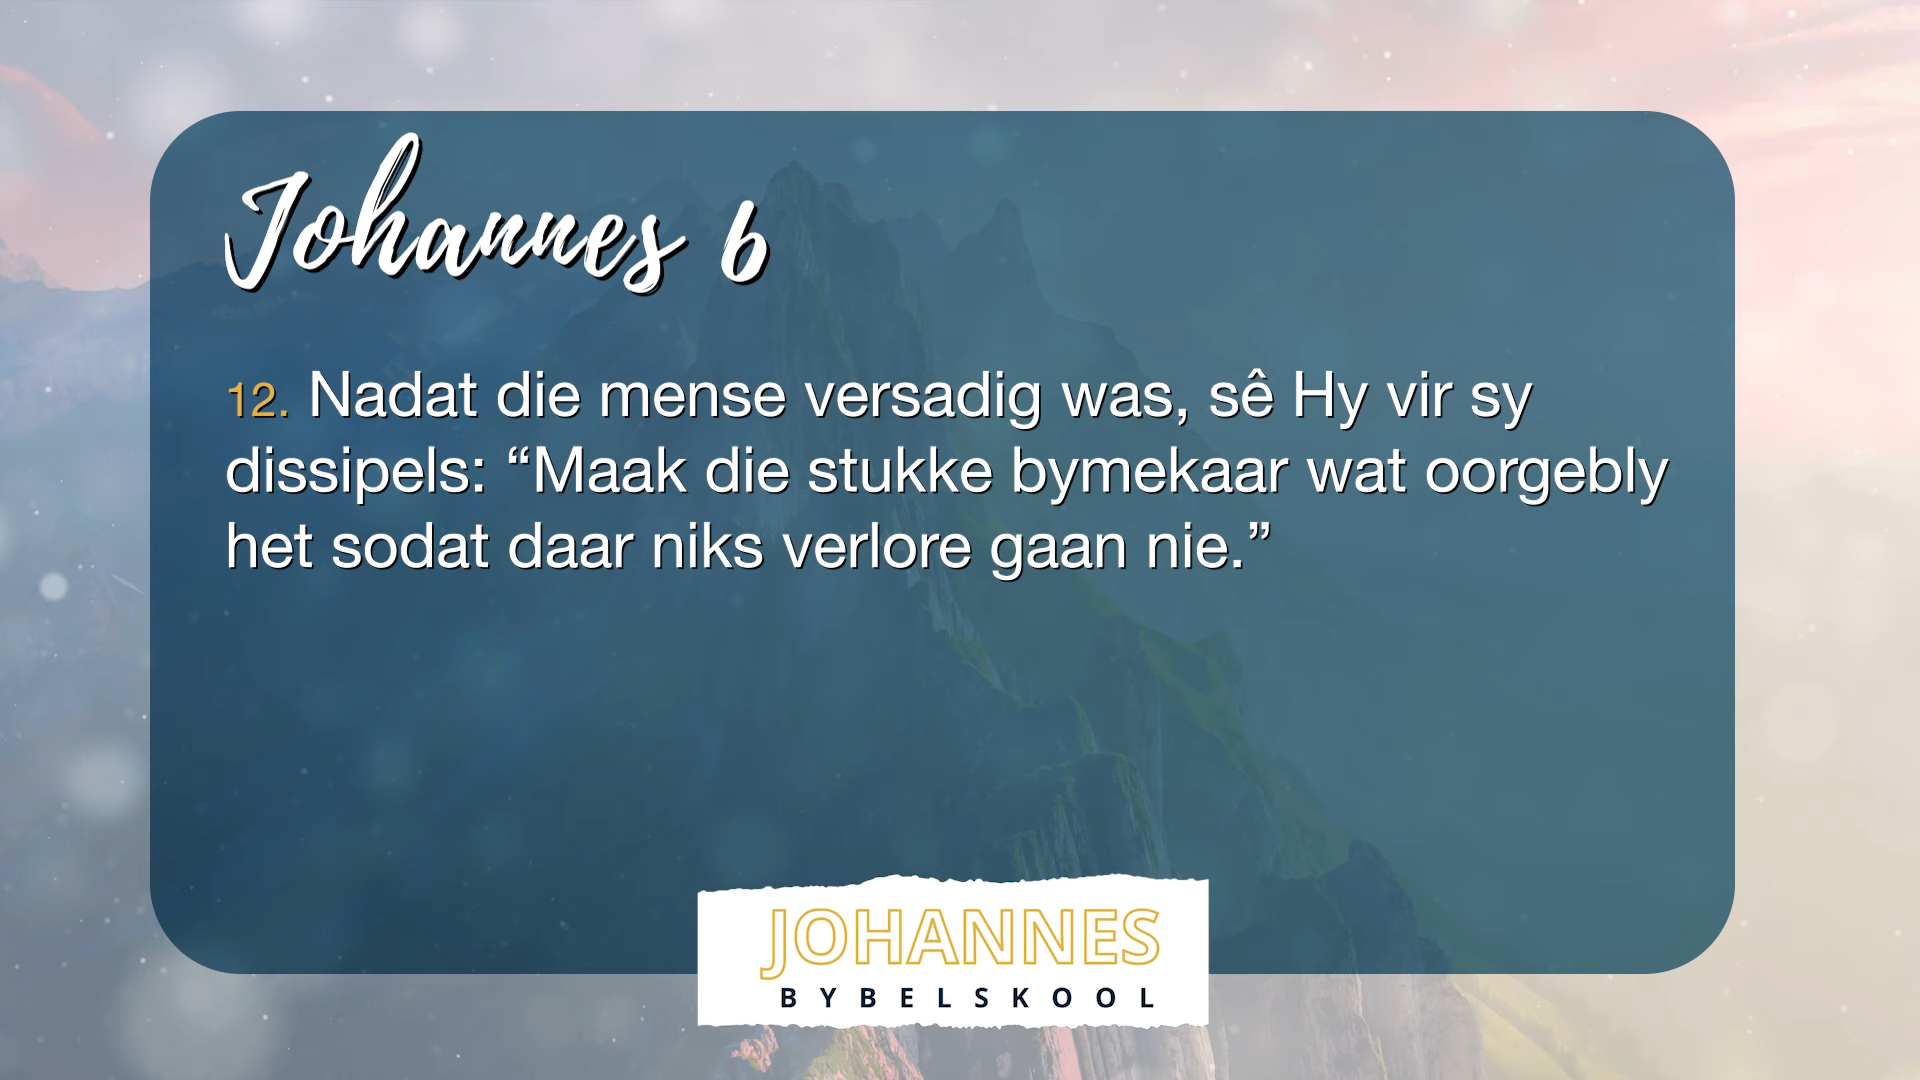 Johannes 6
12. Nadat die mense versadig was, sê Hy vir sy
dissipels: “Maak die stukke bymekaar wat oorgebly
het sodat daar niks verlore gaan nie.”
JOHANNES
BYBELSKOOL